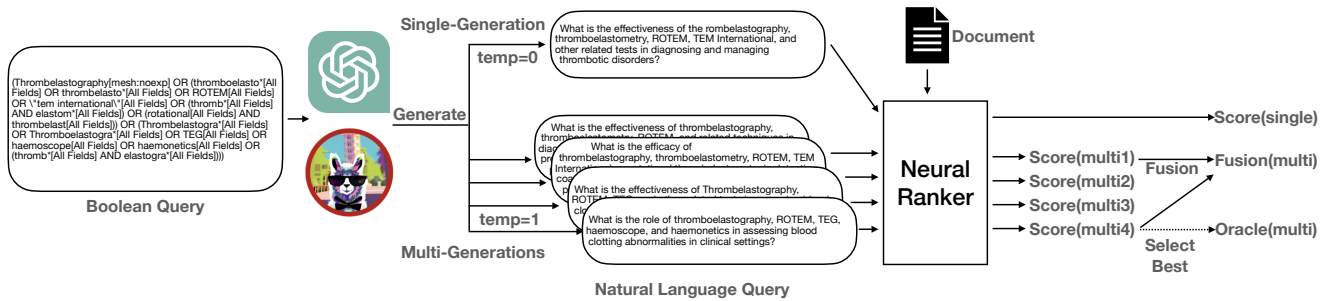 (Thrombelastography[mesh:noexp] OR (thromboelasto*[All
Fields] OR thrombelasto*[All Fields] OR ROTEM[All Fields]
OR \"tem international\"[All Fields] OR (thromb*[All Fields]
AND elastom*[All Fields]) OR (rotational[All Fields] AND
thrombelast[All Fields])) OR (Thrombelastogra*[All Fields]
OR Thromboelastogra*[All Fields] OR TEG[All Fields] OR
haemoscope[All Fields] OR haemonetics[All Fields] OR
(thromb*[All Fields] AND elastogra*[All Fields])))
Boolean Query
Generate
Single-Generation
temp=0
What is the effectiveness of the rombelastography,
thromboelastometry, ROTEM, TEM International, and
other related tests in diagnosing and managing
thrombotic disorders?
What is the effectiveness of thrombelastography,
What is the efficacy of
thrombelastography, thromboelastometry, ROTEM, TEM
What is the effectiveness of Thrombelastography,
What is the role of thromboelastography, ROTEM, TEG,
haemoscope, and haemonetics in assessing blood
clotting abnormalities in clinical settings?
temp=1
Multi-Generations
Natural Language Query
Document
Neural
Ranker
Score(single)
Score(multi1)
Score(multi2)
Score(multi3)
Score(multi4)
Fusion
Fusion(multi)
Select
Best
Oracle(multi)